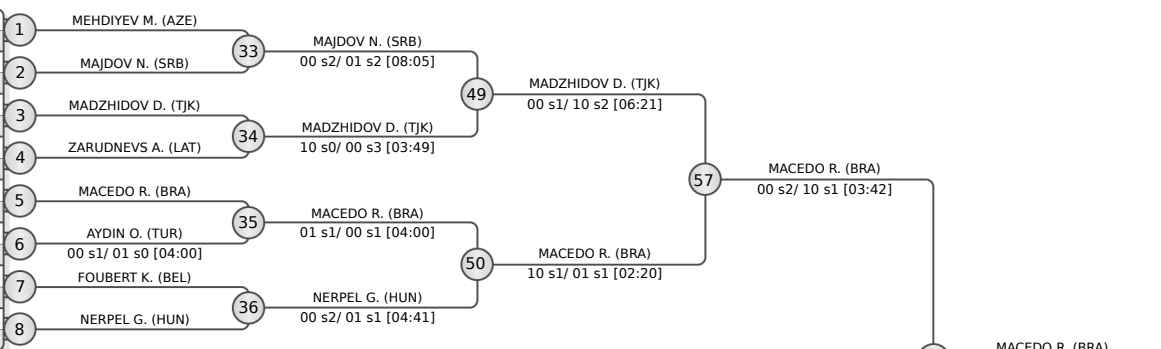 1
MEHDIYEV M. (AZE)
2
MAJDOV N. (SRB)
33
MAJDOV N. (SRB)
00 s2/ 01 s2 [08:05]
3
MADZHIDOV D. (TJK)
4
ZARUDNEVS A. (LAT)
34
MADZHIDOV D. (TJK)
10 s0/ 00 s3 [03:49]
49
MADZHIDOV D. (TJK)
00 s1/ 10 s2 [06:21]
5
MACEDO R. (BRA)
6
AYDIN O. (TUR)
00 s1/ 01 s0 [04:00]
35
MACEDO R. (BRA)
01 s1/ 00 s1 [04:00]
7
FOUBERT K. (BEL)
8
NERPEL G. (HUN)
36
NERPEL G. (HUN)
00 s2/ 01 s1 [04:41]
50
MACEDO R. (BRA)
10 s1/ 01 s1 [02:20]
57
MACEDO R. (BRA)
00 s2/ 10 s1 [03:42]
MACEDO R. (BRA)